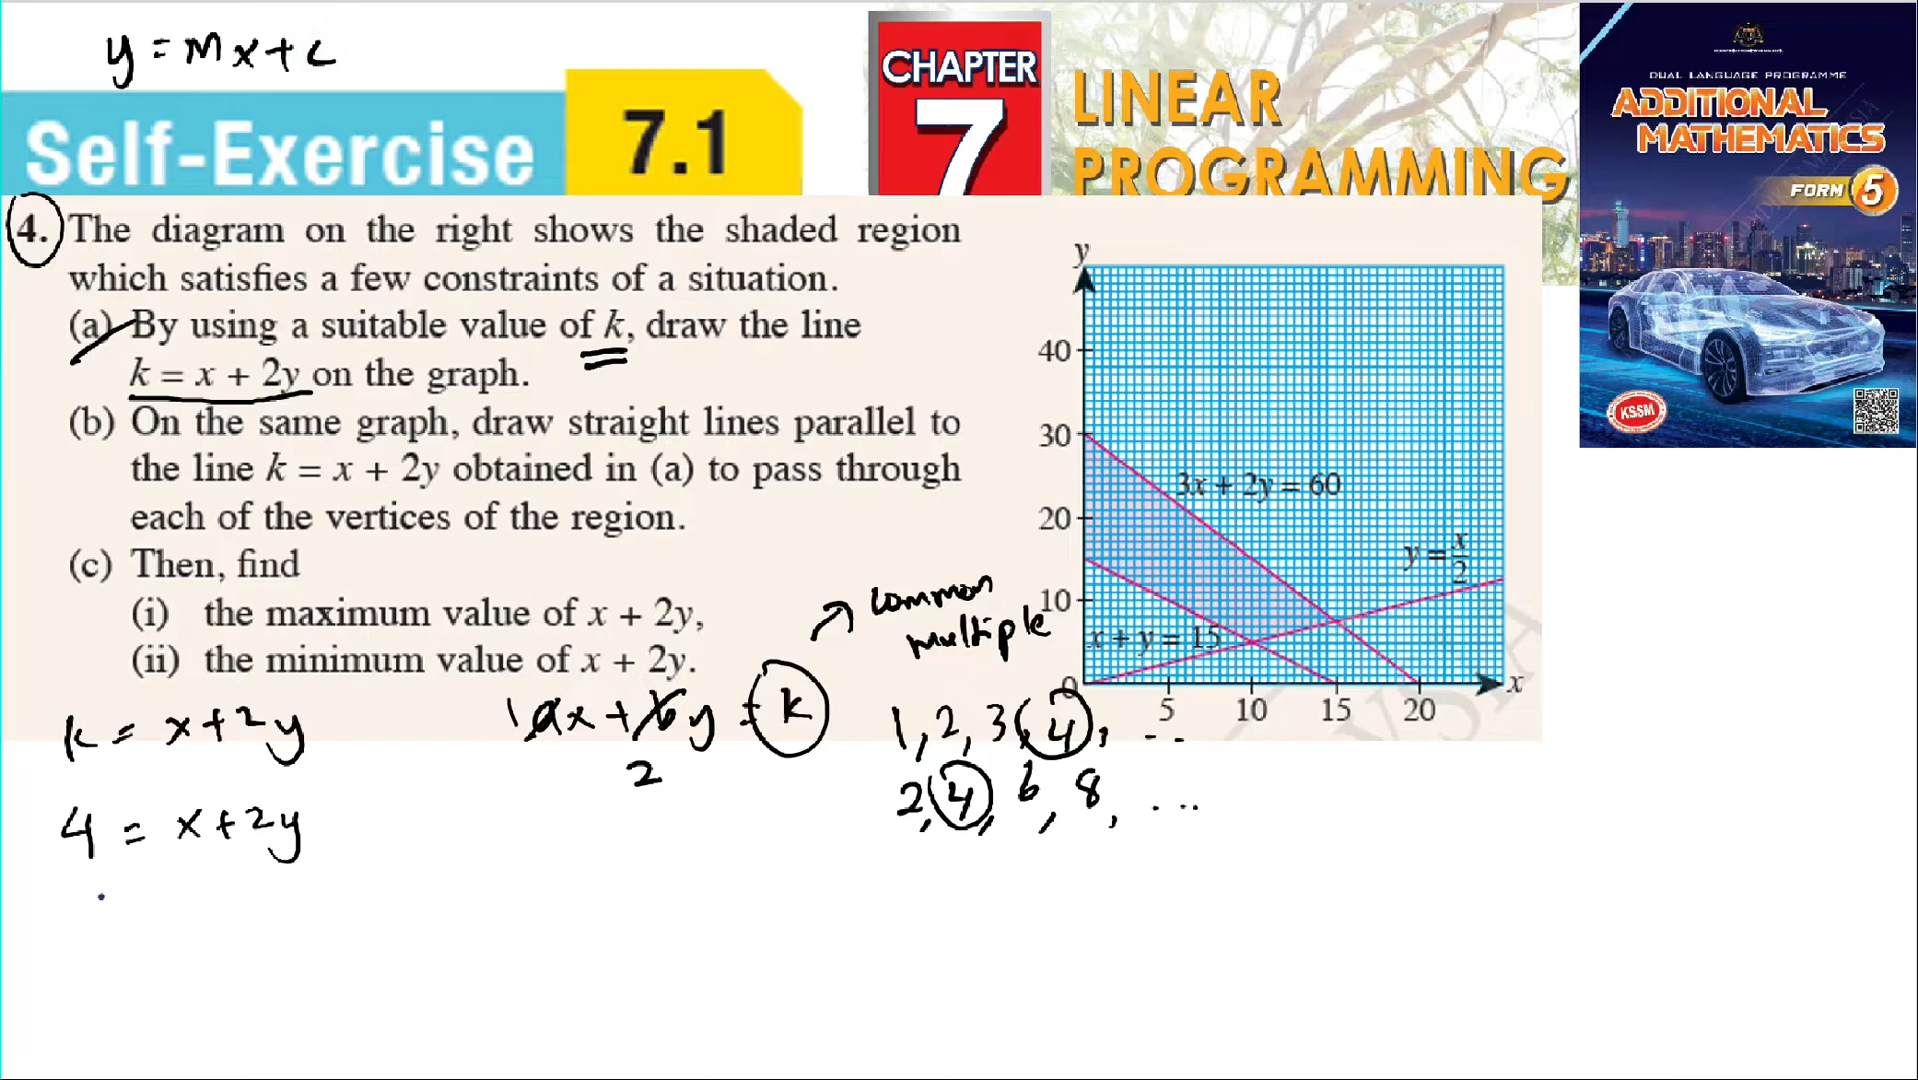 y = mx + c
Self-Exercise 7.1
CHAPTER
7
LINEAR
PROGRAMMING
DUAL LANGUAGE PROGRAMME
ADDITIONAL
MATHEMATICS
FORM 5
KSSM
4. The diagram on the right shows the shaded region
which satisfies a few constraints of a situation.
(a) By using a suitable value of k, draw the line
k = x + 2y on the graph.
(b) On the same graph, draw straight lines parallel to
the line k = x + 2y obtained in (a) to pass through
each of the vertices of the region.
(c) Then, find
(i) the maximum value of x + 2y,
(ii) the minimum value of x + 2y.
y
40
30
20
10
0
5
10
15
20
x
3x + 2y = 60
y = x/2
x + y = 15
common
multiple
k = x + 2y
1 ax + by = k
2
1, 2, 3, 4, ...
2, 4, 6, 8, ...
4 = x + 2y